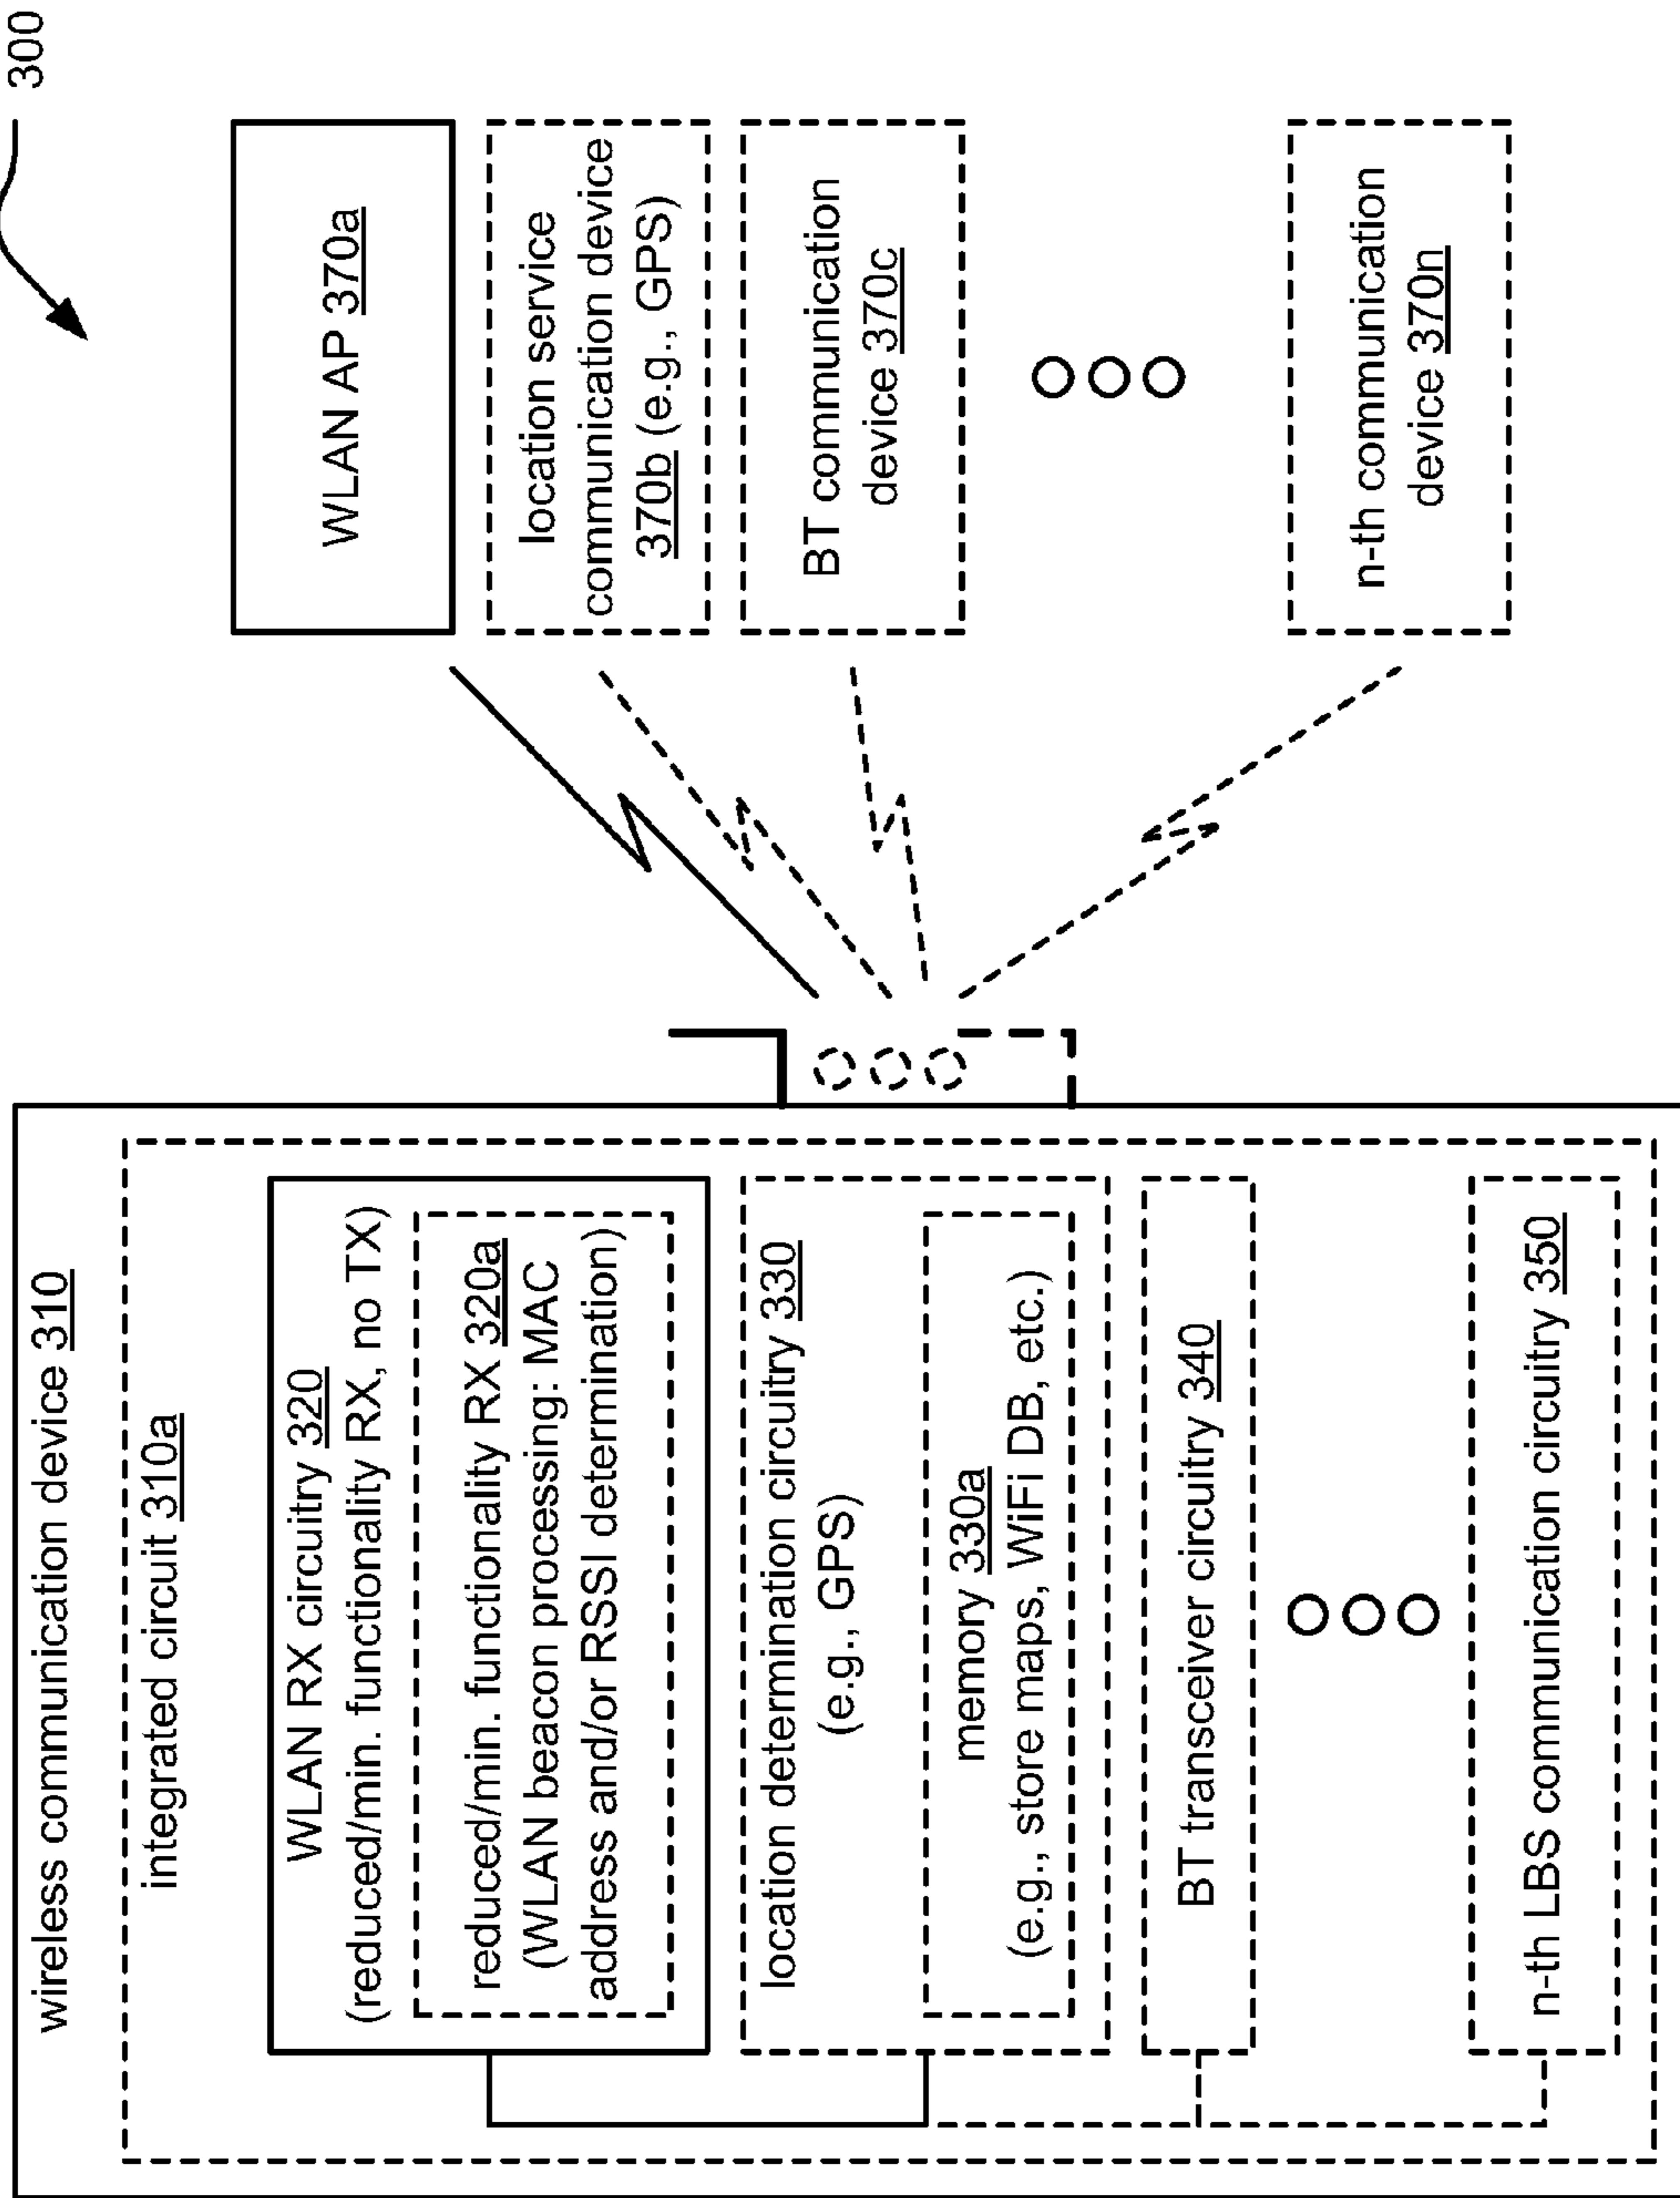 300
wireless communication device 310
integrated circuit 310a
WLAN RX circuitry 320
(reduced/min. functionality RX, no TX)
reduced/min. functionality RX 320a
(WLAN beacon processing: MAC
address and/or RSSI determination)
location determination circuitry 330
(e.g., GPS)
memory 330a
(e.g., store maps, WiFi DB, etc.)
BT transceiver circuitry 340
n-th LBS communication circuitry 350
WLAN AP 370a
location service
communication device
370b (e.g., GPS)
BT communication
device 370c
n-th communication
device 370n